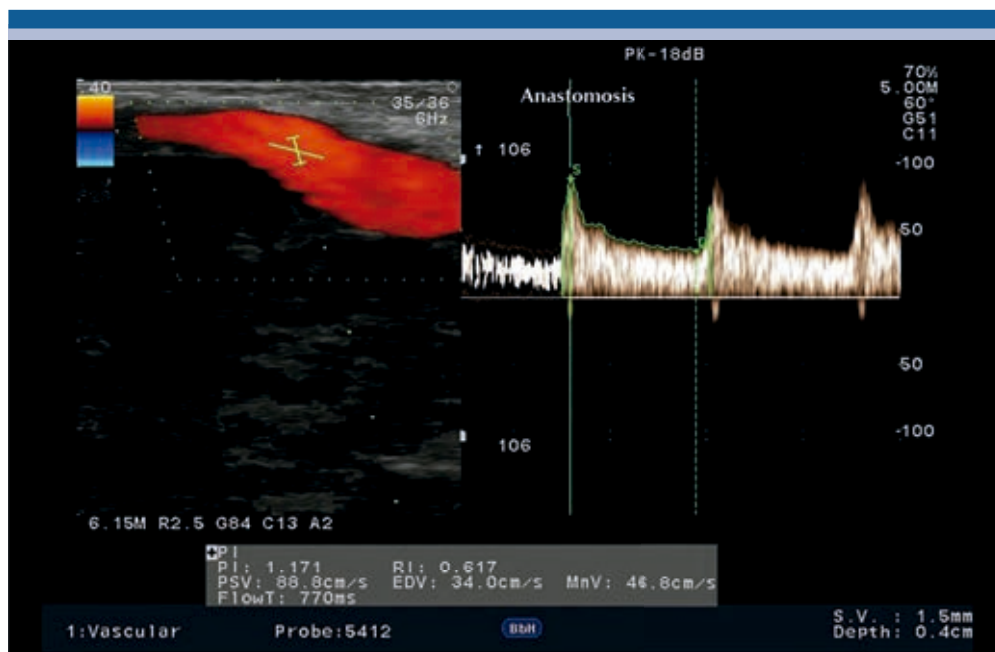 PK-18dB
40
35/36
6Hz
Anastomosis
70%
5.00M
60°
G51
C11
↑ 106
-100
50
S
50
106
-100
6.15M R2.5 G84 C13 A2
PI
PI: 1.171 RI: 0.617
PSV: 88.8cm/s EDV: 34.0cm/s MnV: 46.8cm/s
FlowT: 770ms
1:Vascular Probe:5412 B&H S.V. : 1.5mm
Depth: 0.4cm